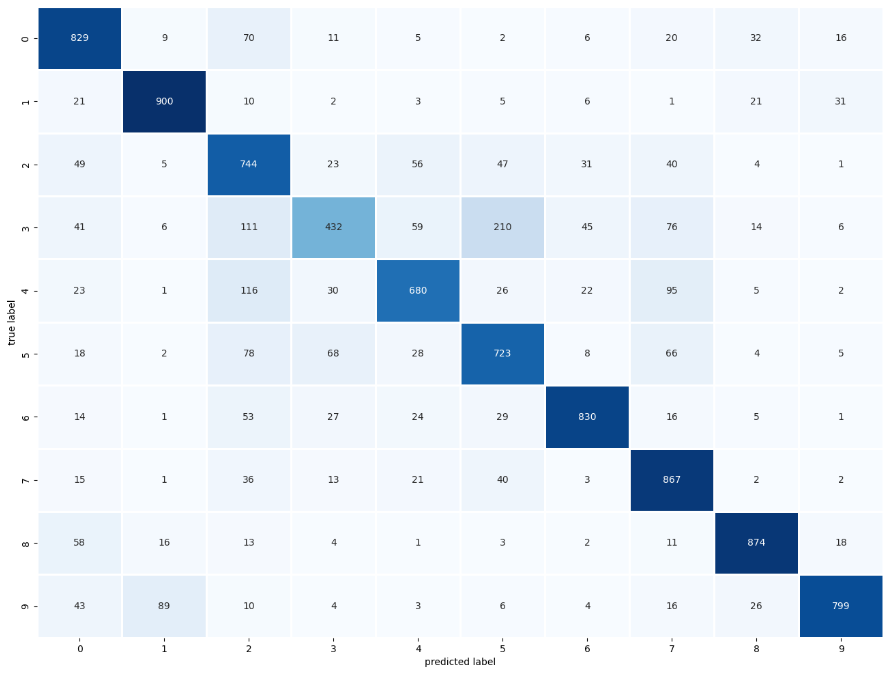 0 829 9 70 11 5 2 6 20 32 16
1 21 900 10 2 3 5 6 1 21 31
2 49 5 744 23 56 47 31 40 4 1
3 41 6 111 432 59 210 45 76 14 6
4 23 1 116 30 680 26 22 95 5 2
true label
5 18 2 78 68 28 723 8 66 4 5
6 14 1 53 27 24 29 830 16 5 1
7 15 1 36 13 21 40 3 867 2 2
8 58 16 13 4 1 3 2 11 874 18
9 43 89 10 4 3 6 4 16 26 799
0 1 2 3 4 5 6 7 8 9
predicted label